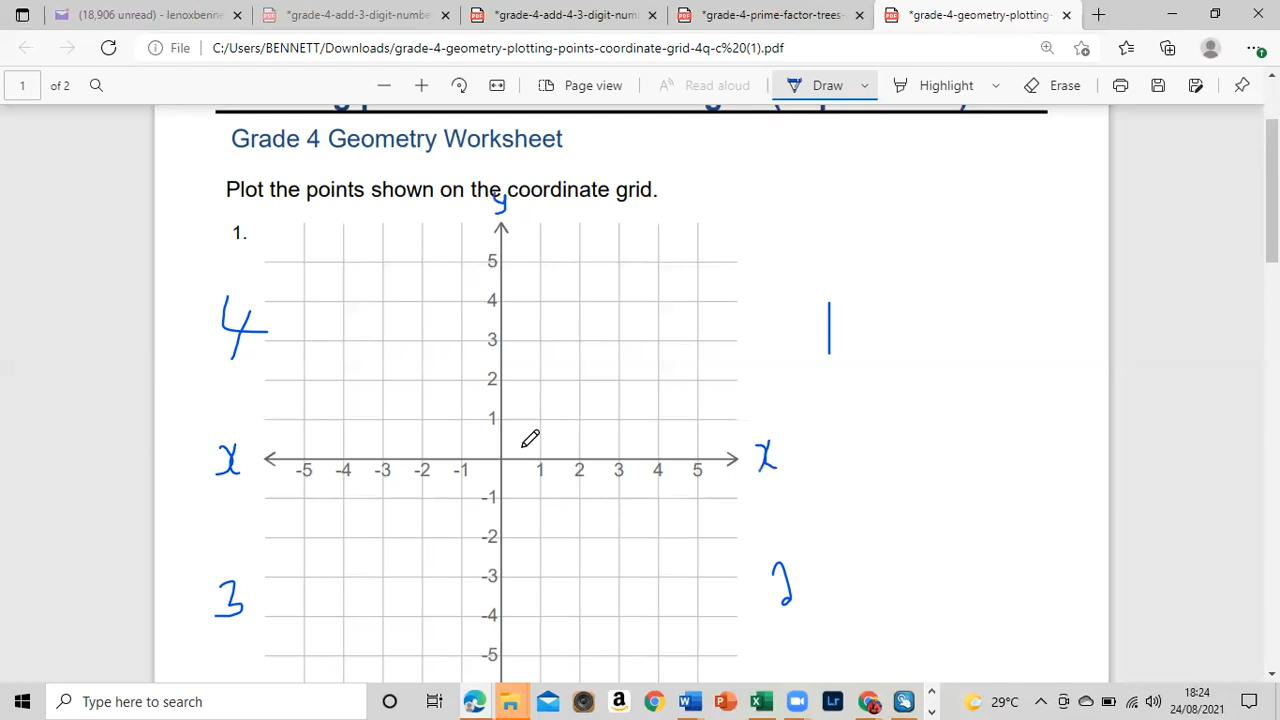 (18,906 unread) - lenoxbenne
grade-4-add-3-digit-numbe
*grade-4-add-4-3-digit-num
*grade-4-prime-factor-trees-
*grade-4-geometry-plotting-
File
C:/Users/BENNETT/Downloads/grade-4-geometry-plotting-points-coordinate-grid-4q-c%20(1).pdf
1 of 2
Page view
Read aloud
Draw
Highlight
Erase
Grade 4 Geometry Worksheet
Plot the points shown on the coordinate grid.
y
1.
5
4
4
1
3
2
1
x
-5 -4 -3 -2 -1 1 2 3 4 5
x
-1
-2
-3
3
2
-4
-5
Type here to search
29°C
18:24
24/08/2021